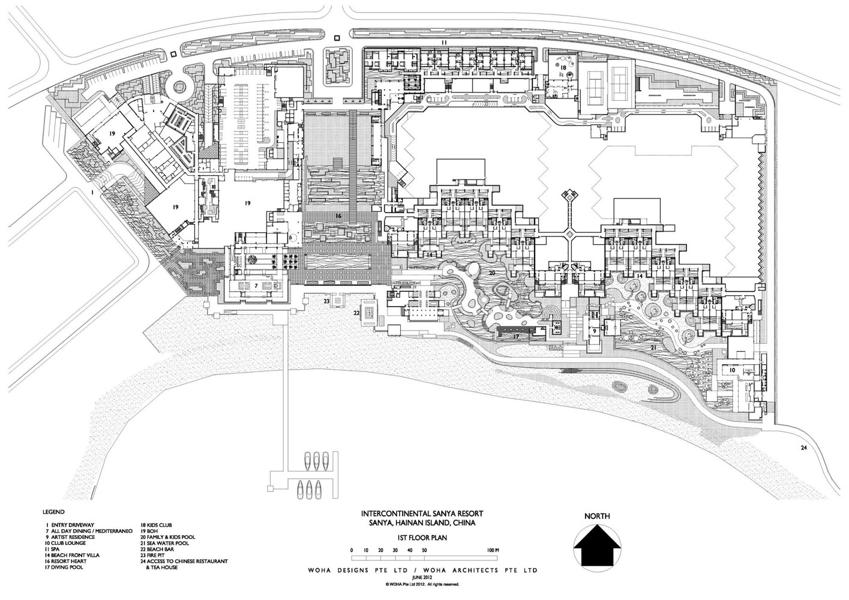 11
18
19
1
19
19
16
14
20
14
7
23
22
17
9
21
10
24
LEGEND
1 ENTRY DRIVEWAY
7 ALL DAY DINING / MEDITERRANEO
9 ARTIST RESIDENCE
10 CLUB LOUNGE
11 SPA
14 BEACH FRONT VILLA
16 RESORT HEART
17 DIVING POOL
18 KIDS CLUB
19 BOH
20 FAMILY & KIDS POOL
21 SEA WATER POOL
22 BEACH BAR
23 FIRE PIT
24 ACCESS TO CHINESE RESTAURANT
& TEA HOUSE
INTERCONTINENTAL SANYA RESORT
SANYA, HAINAN ISLAND, CHINA
1ST FLOOR PLAN
0 10 20 30 40 50 100 M
WOHA DESIGNS PTE LTD / WOHA ARCHITECTS PTE LTD
JUNE 2012
© WOHA Pte Ltd 2012. All rights reserved.
NORTH